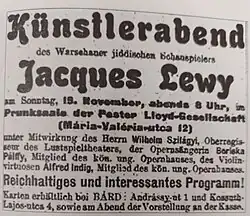 Künstlerabend
des Warschauer jiddischen Schauspielers
Jacques Lewy
am Sonntag, 19. November, abends 8 Uhr, im
Prunksaale der Pester Lloyd-Gesellschaft
(Mária-Valéria-utca 12)
unter Mitwirkung des Herrn Wilhelm Szilágyi, Oberregis-
seur des Lustspieltheaters, der Opernsängerin Boriska
Pálffy, Mitglied des kön. ung. Opernhauses, des Violin-
virtuosen Alfred Indig, Mitglied des kön. ung. Opernhauses.
Reichhaltiges und interessantes Programm!
Karten erhältlich bei BÁRD: Andrássy-út 1 und Kossuth
Lajos-utca 4, sowie am Abend der Vorstellung an der Kassa